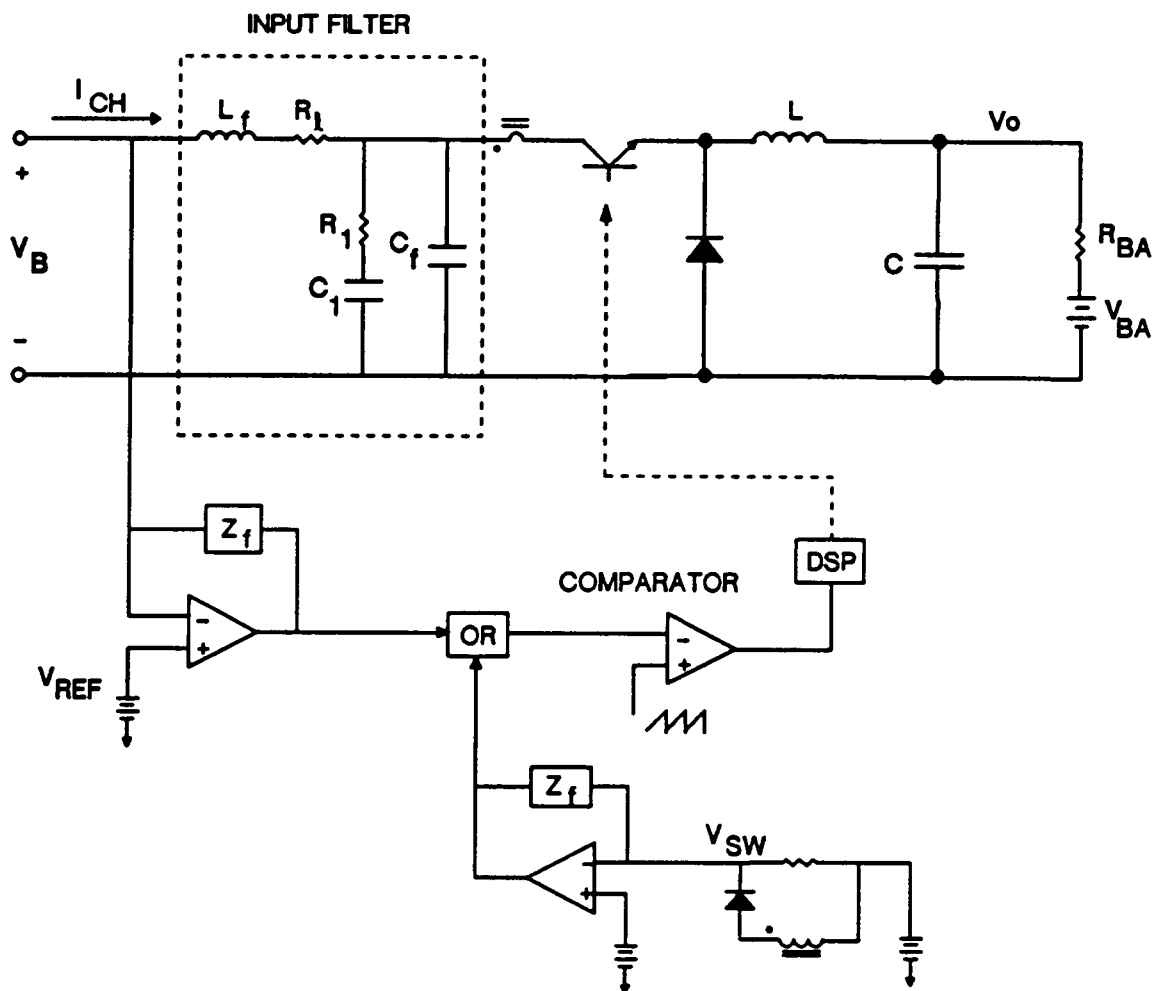 INPUT FILTER
I CH
L f
R l
L
Vo
+
V B
-
R 1
C 1
C f
C
R BA
V BA
Z f
-
+
V REF
OR
COMPARATOR
-
+
DSP
Z f
-
+
V SW